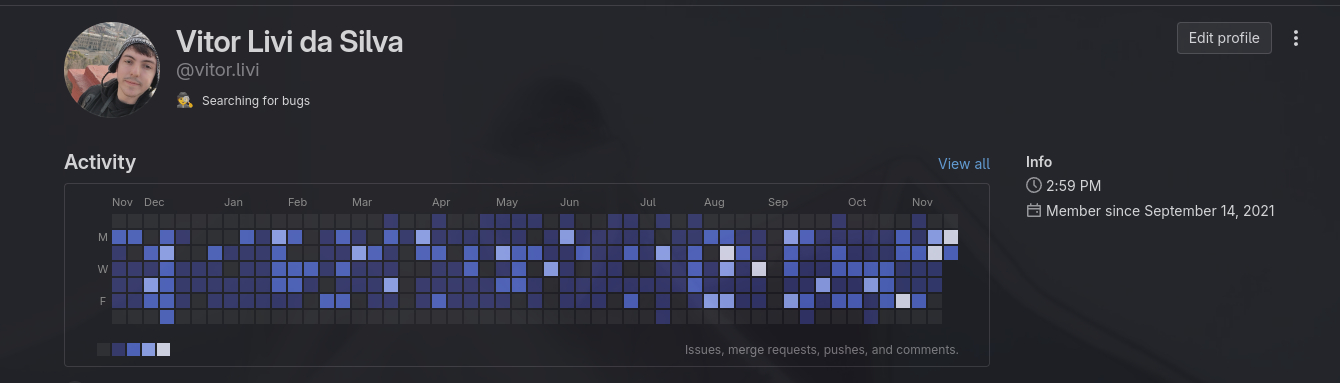 Vitor Livi da Silva
@vitor.livi
Searching for bugs
Edit profile
Activity
View all
Nov Dec Jan Feb Mar Apr May Jun Jul Aug Sep Oct Nov
M
W
F
Issues, merge requests, pushes, and comments.
Info
2:59 PM
Member since September 14, 2021